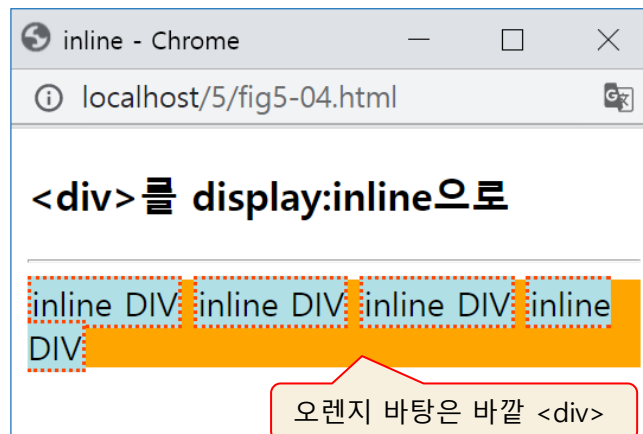 inline - Chrome
localhost/5/fig5-04.html
<div>를 display:inline으로
inline DIV inline DIV inline DIV inline
DIV
오렌지 바탕은 바깥 <div>